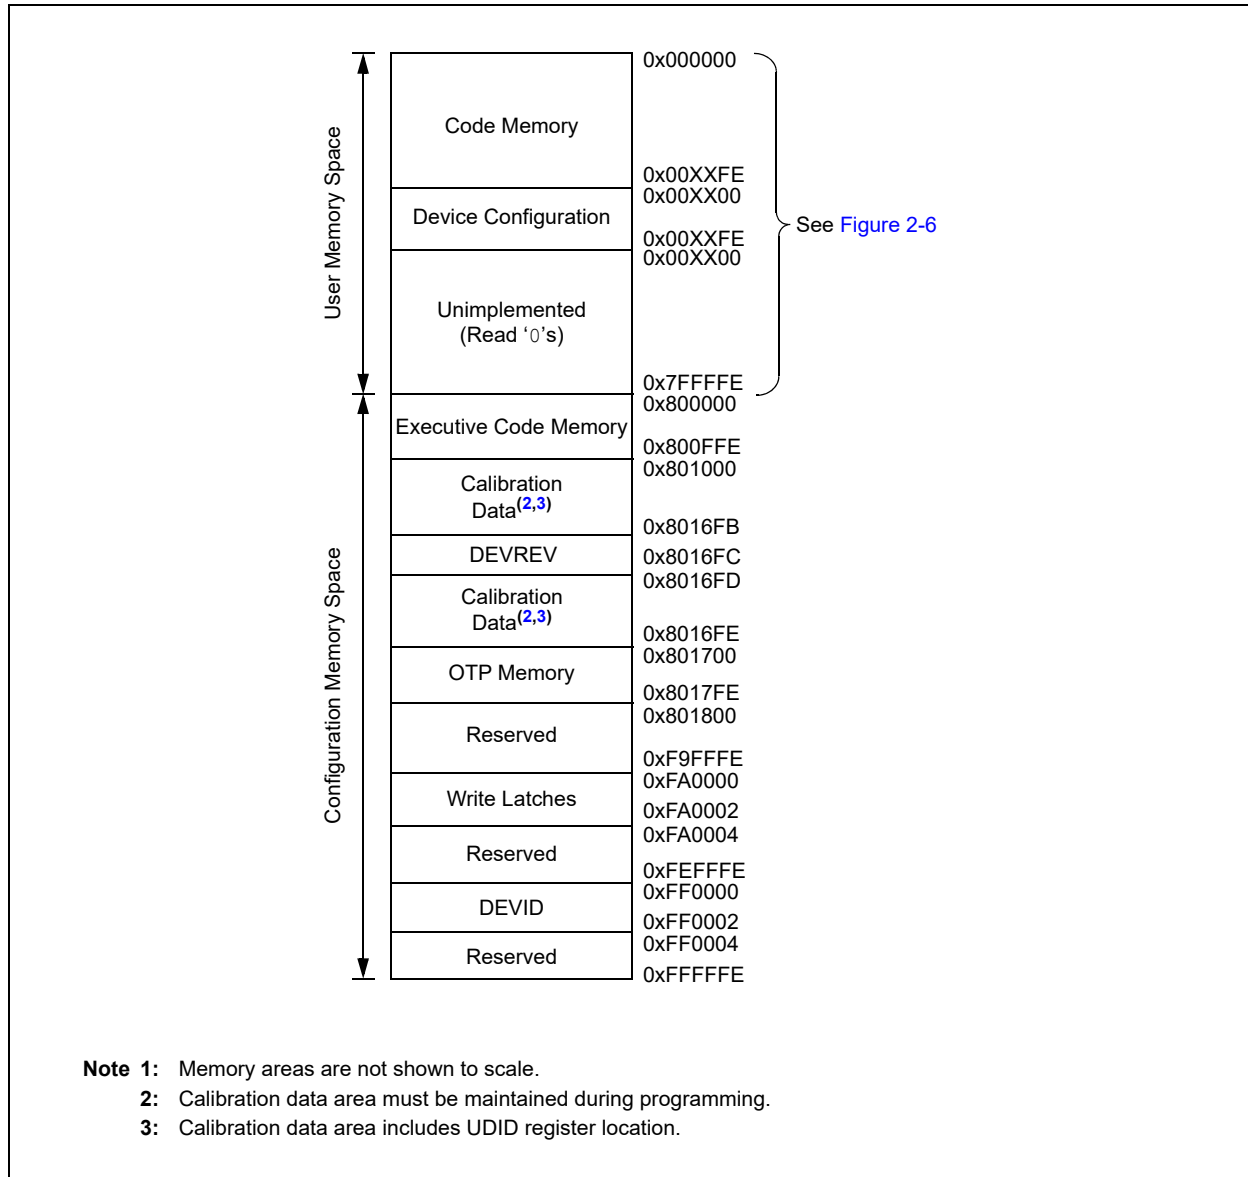 User Memory Space
Configuration Memory Space
0x000000
Code Memory
0x00XXFE
0x00XX00
Device Configuration
See Figure 2-6
0x00XXFE
0x00XX00
Unimplemented
(Read ‘0’s)
0x7FFFFE
0x800000
Executive Code Memory
0x800FFE
0x801000
Calibration
Data(2,3)
0x8016FB
DEVREV
0x8016FC
0x8016FD
Calibration
Data(2,3)
0x8016FE
0x801700
OTP Memory
0x8017FE
0x801800
Reserved
0xF9FFFE
0xFA0000
Write Latches
0xFA0002
0xFA0004
Reserved
0xFEFFFE
0xFF0000
DEVID
0xFF0002
0xFF0004
Reserved
0xFFFFFE
Note 1: Memory areas are not shown to scale.
2: Calibration data area must be maintained during programming.
3: Calibration data area includes UDID register location.